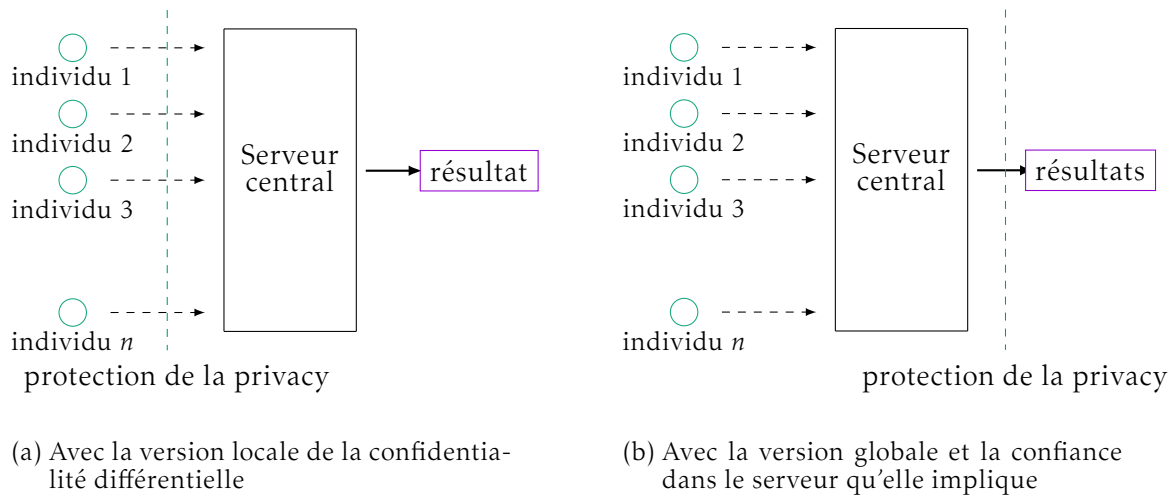 individu 1
individu 2
individu 3
individu n
Serveur
central
résultat
protection de la privacy
(a) Avec la version locale de la confidentia-
lité différentielle
individu 1
individu 2
individu 3
individu n
Serveur
central
résultats
protection de la privacy
(b) Avec la version globale et la confiance
dans le serveur qu'elle implique